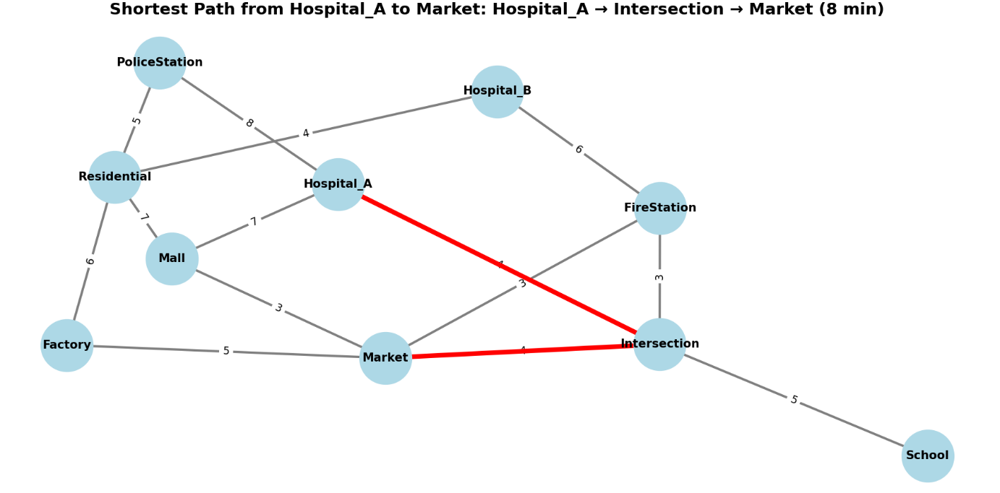 Shortest Path from Hospital_A to Market: Hospital_A → Intersection → Market (8 min)
PoliceStation
Hospital_B
5
8
4
6
Residential
Hospital_A
FireStation
7
7
Mall
6
4
3
3
3
Factory
5
Market
4
Intersection
5
School